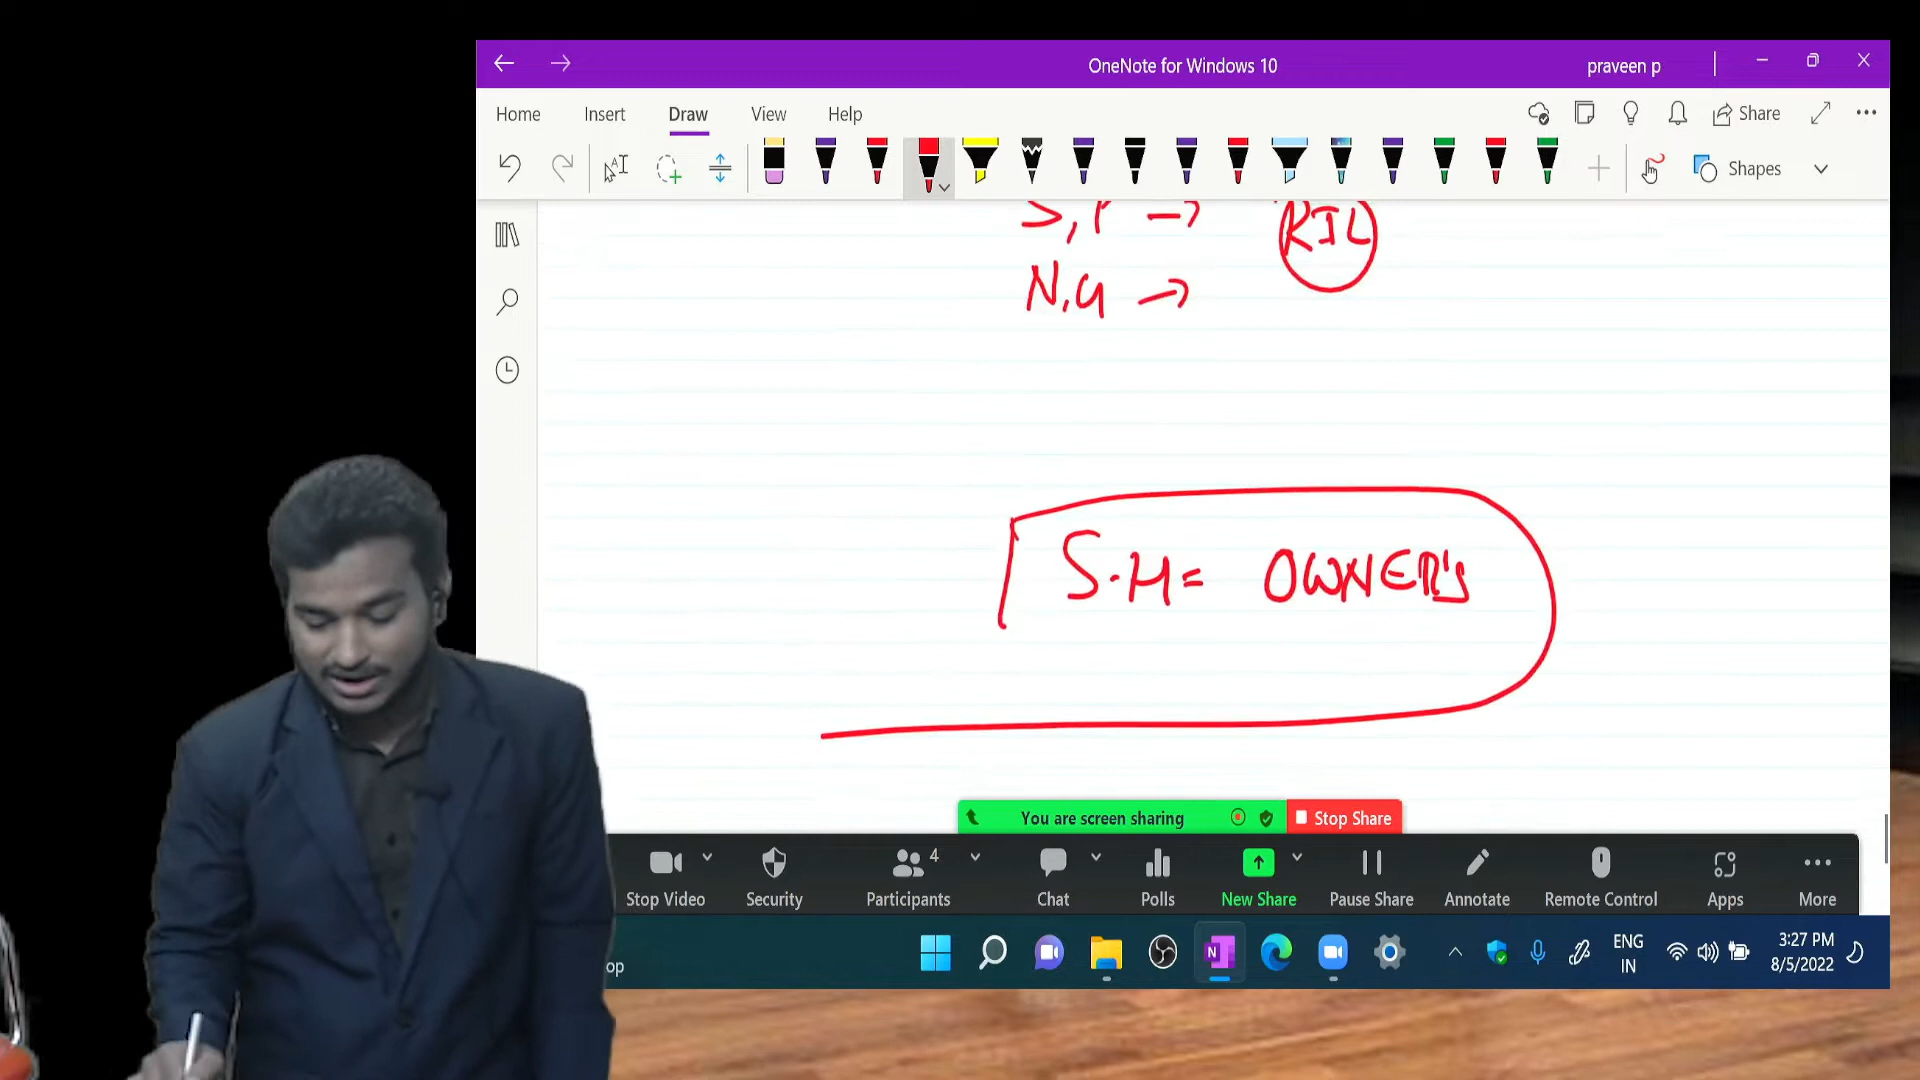 OneNote for Windows 10
praveen p
Home Insert Draw View Help
Share
Shapes
S, P →
RIL
N, G →
S.H = OWNER'S
You are screen sharing
Stop Share
4
Stop Video Security Participants Chat Polls New Share Pause Share Annotate Remote Control Apps More
op
N
ENG
IN
3:27 PM
8/5/2022